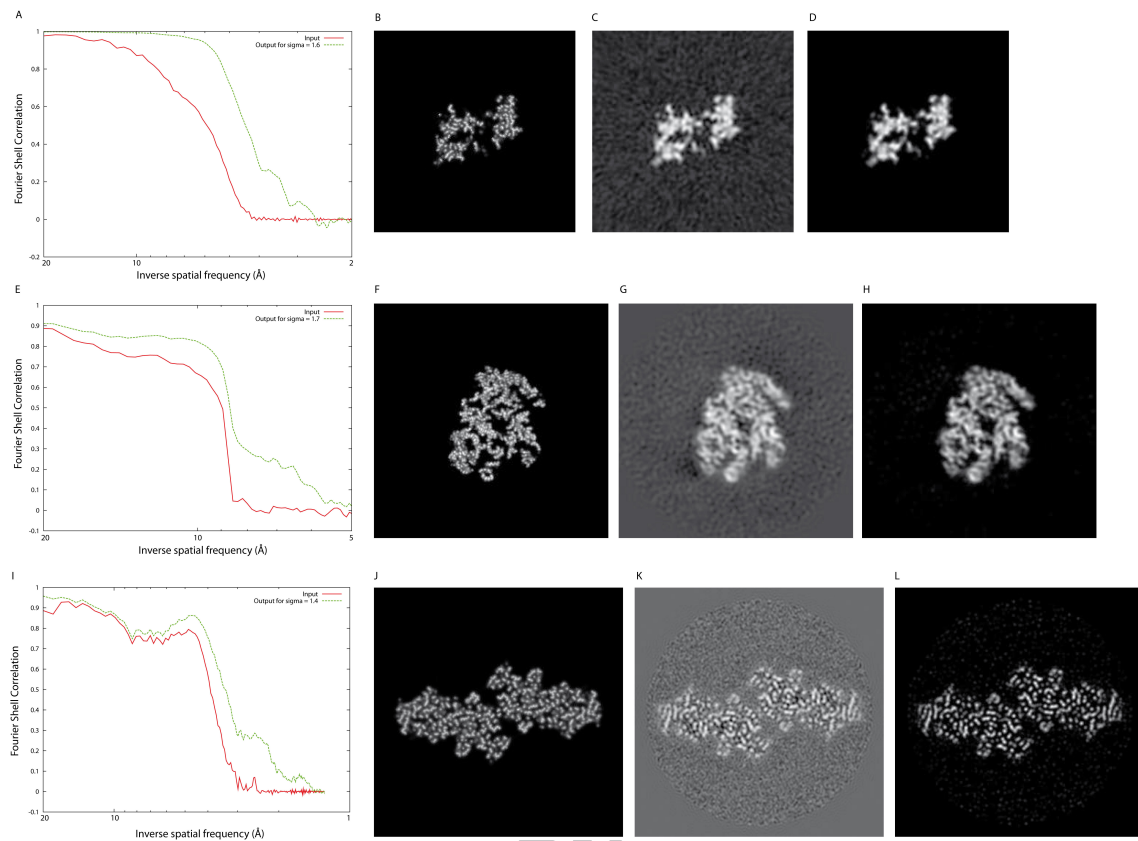 A
B
C
D
Input
Output for sigma = 1.6
1
0.8
0.6
0.4
0.2
0
-0.2
20
10
2
Fourier Shell Correlation
Inverse spatial frequency (Å)
E
F
G
H
Input
Output for sigma = 1.7
1
0.9
0.8
0.7
0.6
0.5
0.4
0.3
0.2
0.1
0
-0.1
20
10
5
Fourier Shell Correlation
Inverse spatial frequency (Å)
I
J
K
L
Input
Output for sigma = 1.4
1
0.9
0.8
0.7
0.6
0.5
0.4
0.3
0.2
0.1
0
-0.1
20
10
1
Fourier Shell Correlation
Inverse spatial frequency (Å)